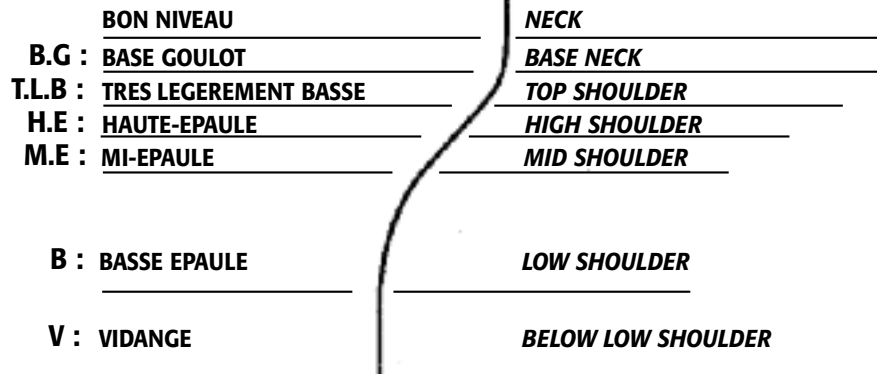 BON NIVEAU NECK
B.G : BASE GOULOT BASE NECK
T.L.B : TRES LEGEREMENT BASSE TOP SHOULDER
H.E : HAUTE-EPAULE HIGH SHOULDER
M.E : MI-EPAULE MID SHOULDER
B : BASSE EPAULE LOW SHOULDER
V : VIDANGE BELOW LOW SHOULDER